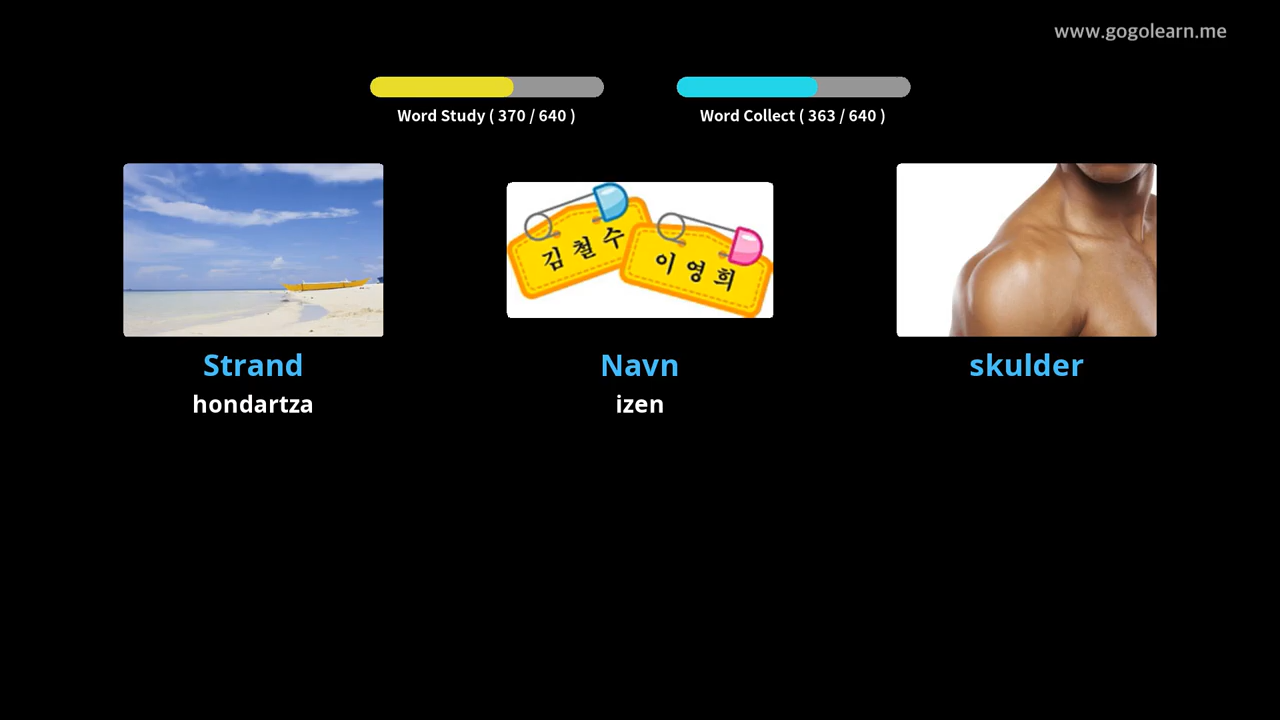 www.gogolearn.me
Word Study ( 370 / 640 )
Word Collect ( 363 / 640 )
김철수
이영희
Strand
Navn
skulder
hondartza
izen